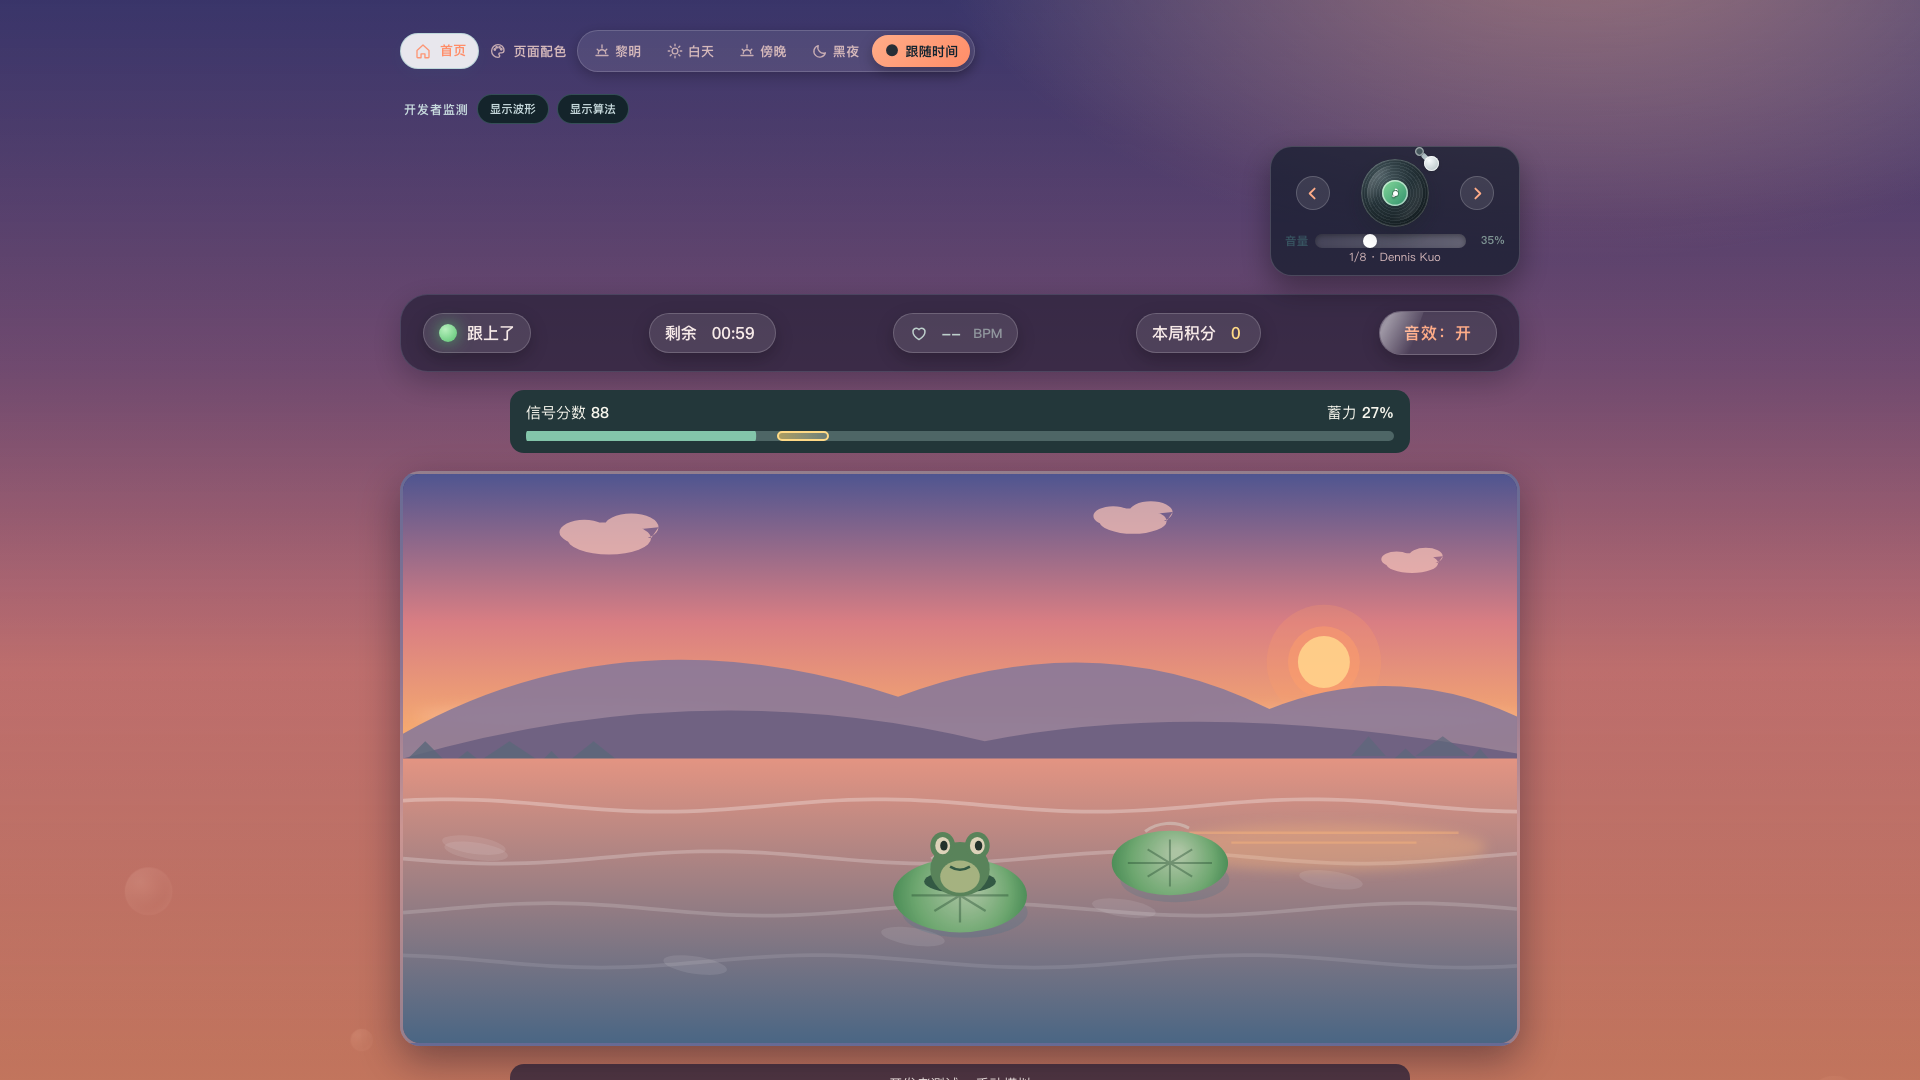 首页 页面配色 黎明 白天 傍晚 黑夜 跟随时间
开发者监测 显示波形 显示算法
音量 35%
1/8 · Dennis Kuo
跟上了 剩余 00:59 -- BPM 本局积分 0 音效：开
信号分数 88 蓄力 27%